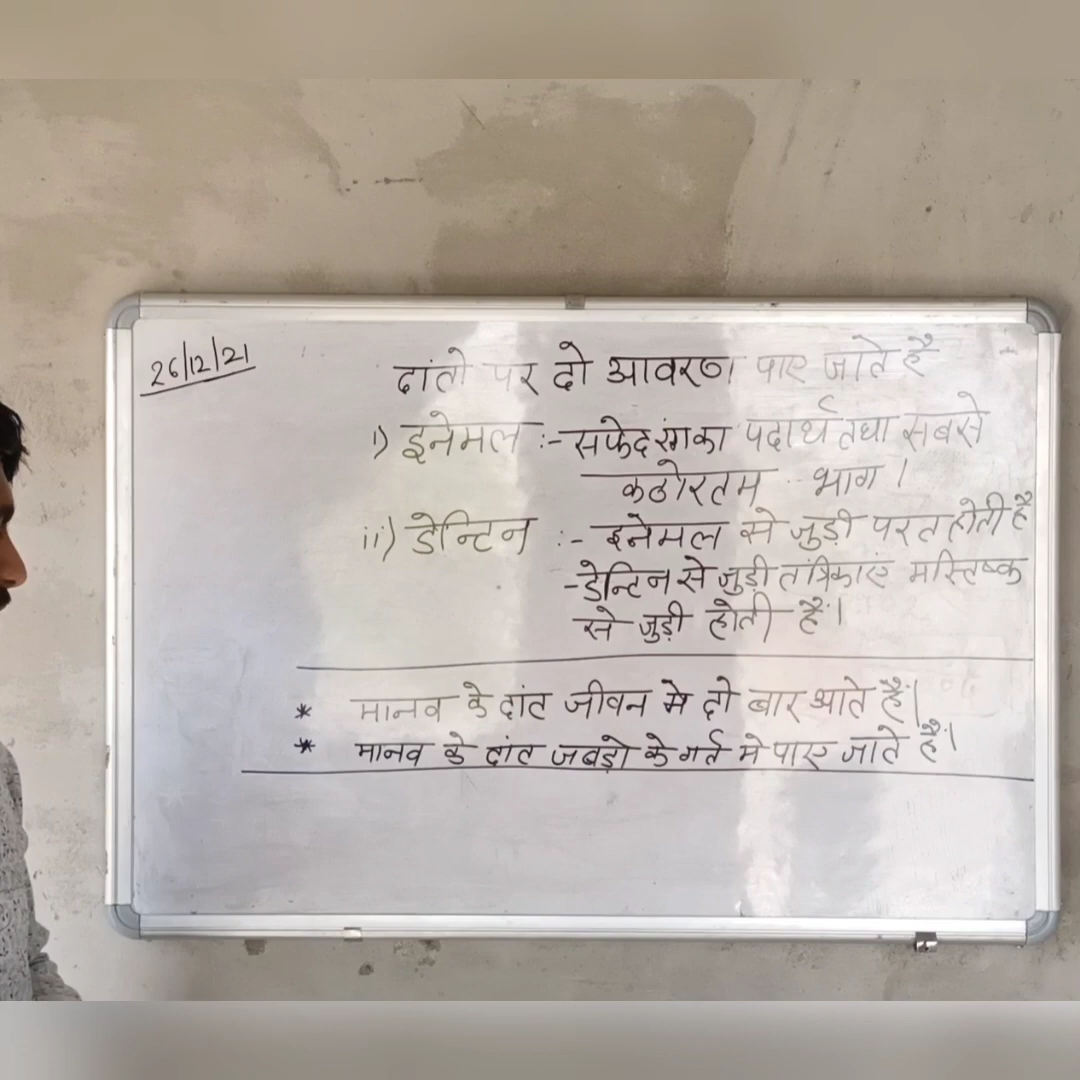 26/12/21
दांतो पर दो आवरण पाए जाते है
i) इनेमल :- सफेद रंग का पदार्थ तथा सबसे
कठोरतम भाग।
ii) डेन्टिन :- इनेमल से जुड़ी परत होती है
- डेन्टिन से जुड़ी तंत्रिकाएं मस्तिष्क
से जुड़ी होती हैं।
* मानव के दांत जीवन मे दो बार आते हैं।
* मानव के दांत जबड़ो के गर्त मे पाए जाते हैं।